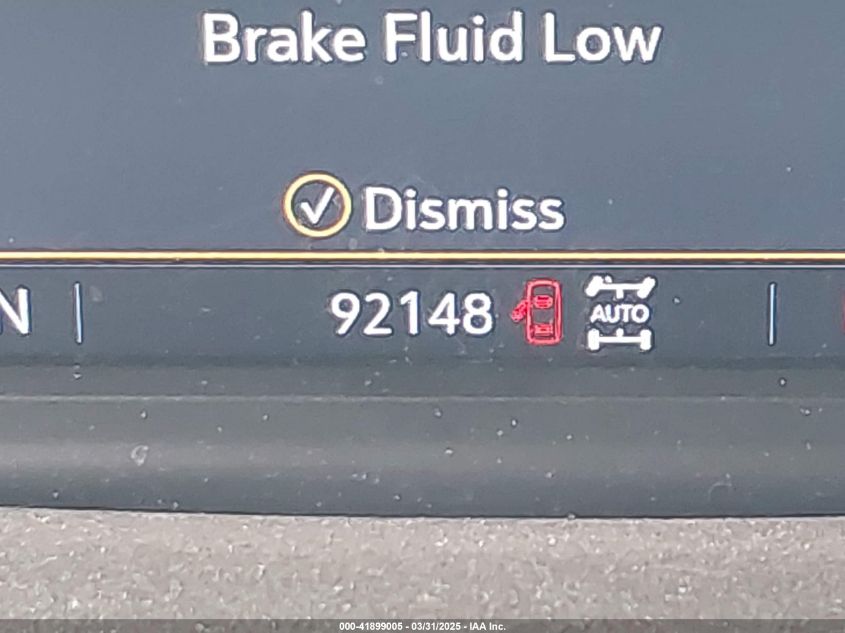 Brake Fluid Low
Dismiss
N
92148
AUTO
000-41899005 - 03/31/2025 - IAA Inc.